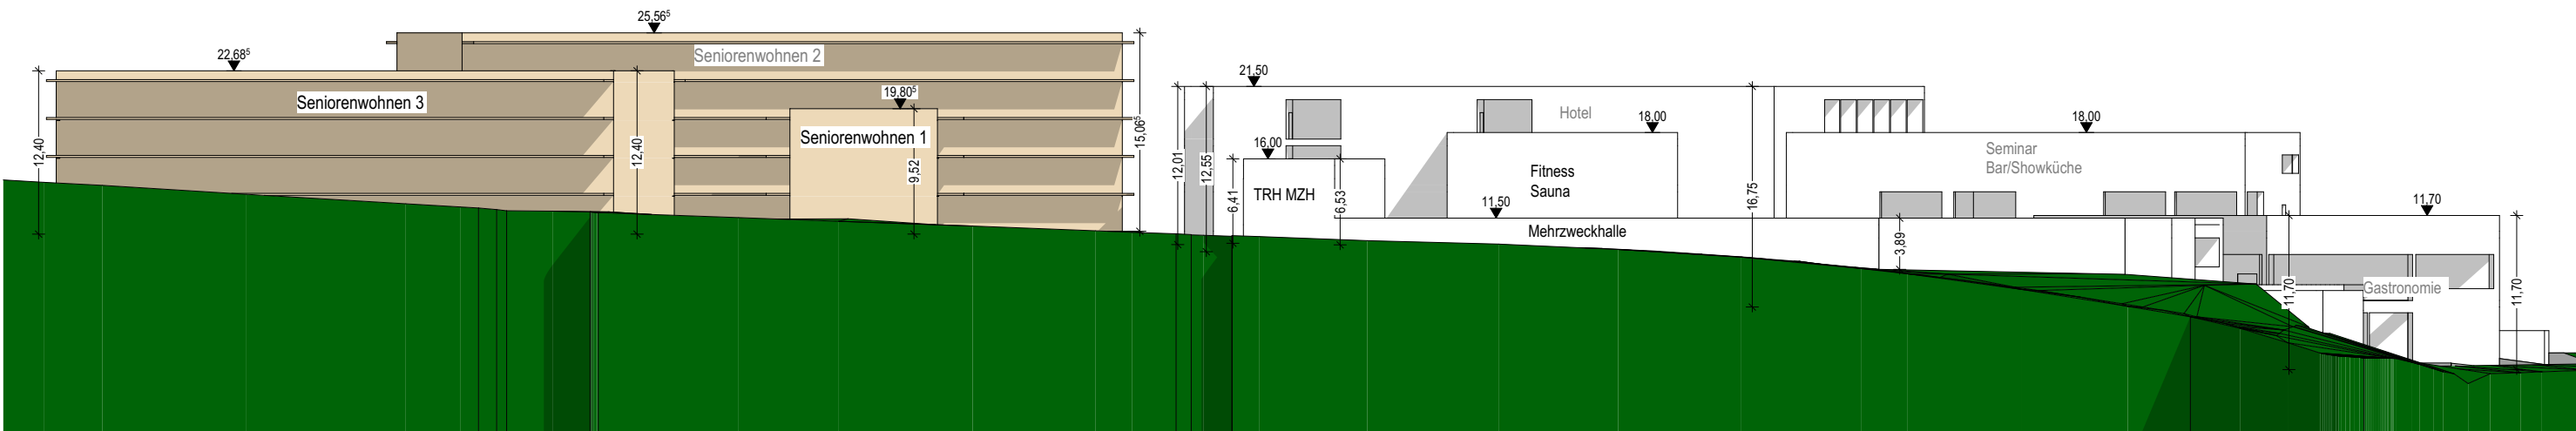 25,56⁵
Seniorenwohnen 2
22,68⁵
Seniorenwohnen 3
19,80⁵
Seniorenwohnen 1
12,40
12,40
9,52
15,06⁵
21,50
Hotel
18,00
18,00
16,00
12,01
12,55
6,41
TRH MZH
6,53
Fitness
Sauna
11,50
Mehrzweckhalle
16,75
Seminar
Bar/Showküche
3,89
11,70
11,70
Gastronomie
11,70